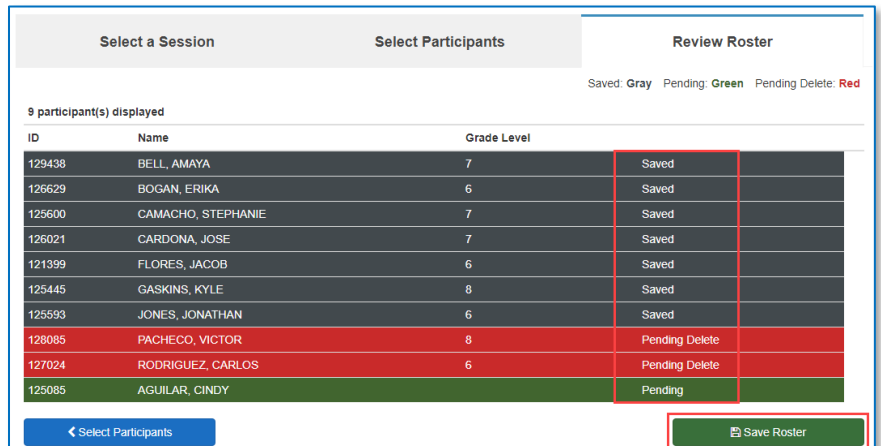 Select a Session Select Participants Review Roster
Saved: Gray Pending: Green Pending Delete: Red
9 participant(s) displayed
ID Name Grade Level
129438 BELL, AMAYA 7 Saved
126629 BOGAN, ERIKA 6 Saved
125600 CAMACHO, STEPHANIE 7 Saved
126021 CARDONA, JOSE 7 Saved
121399 FLORES, JACOB 6 Saved
125445 GASKINS, KYLE 8 Saved
125593 JONES, JONATHAN 6 Saved
128085 PACHECO, VICTOR 8 Pending Delete
127024 RODRIGUEZ, CARLOS 6 Pending Delete
125085 AGUILAR, CINDY Pending
Select Participants Save Roster